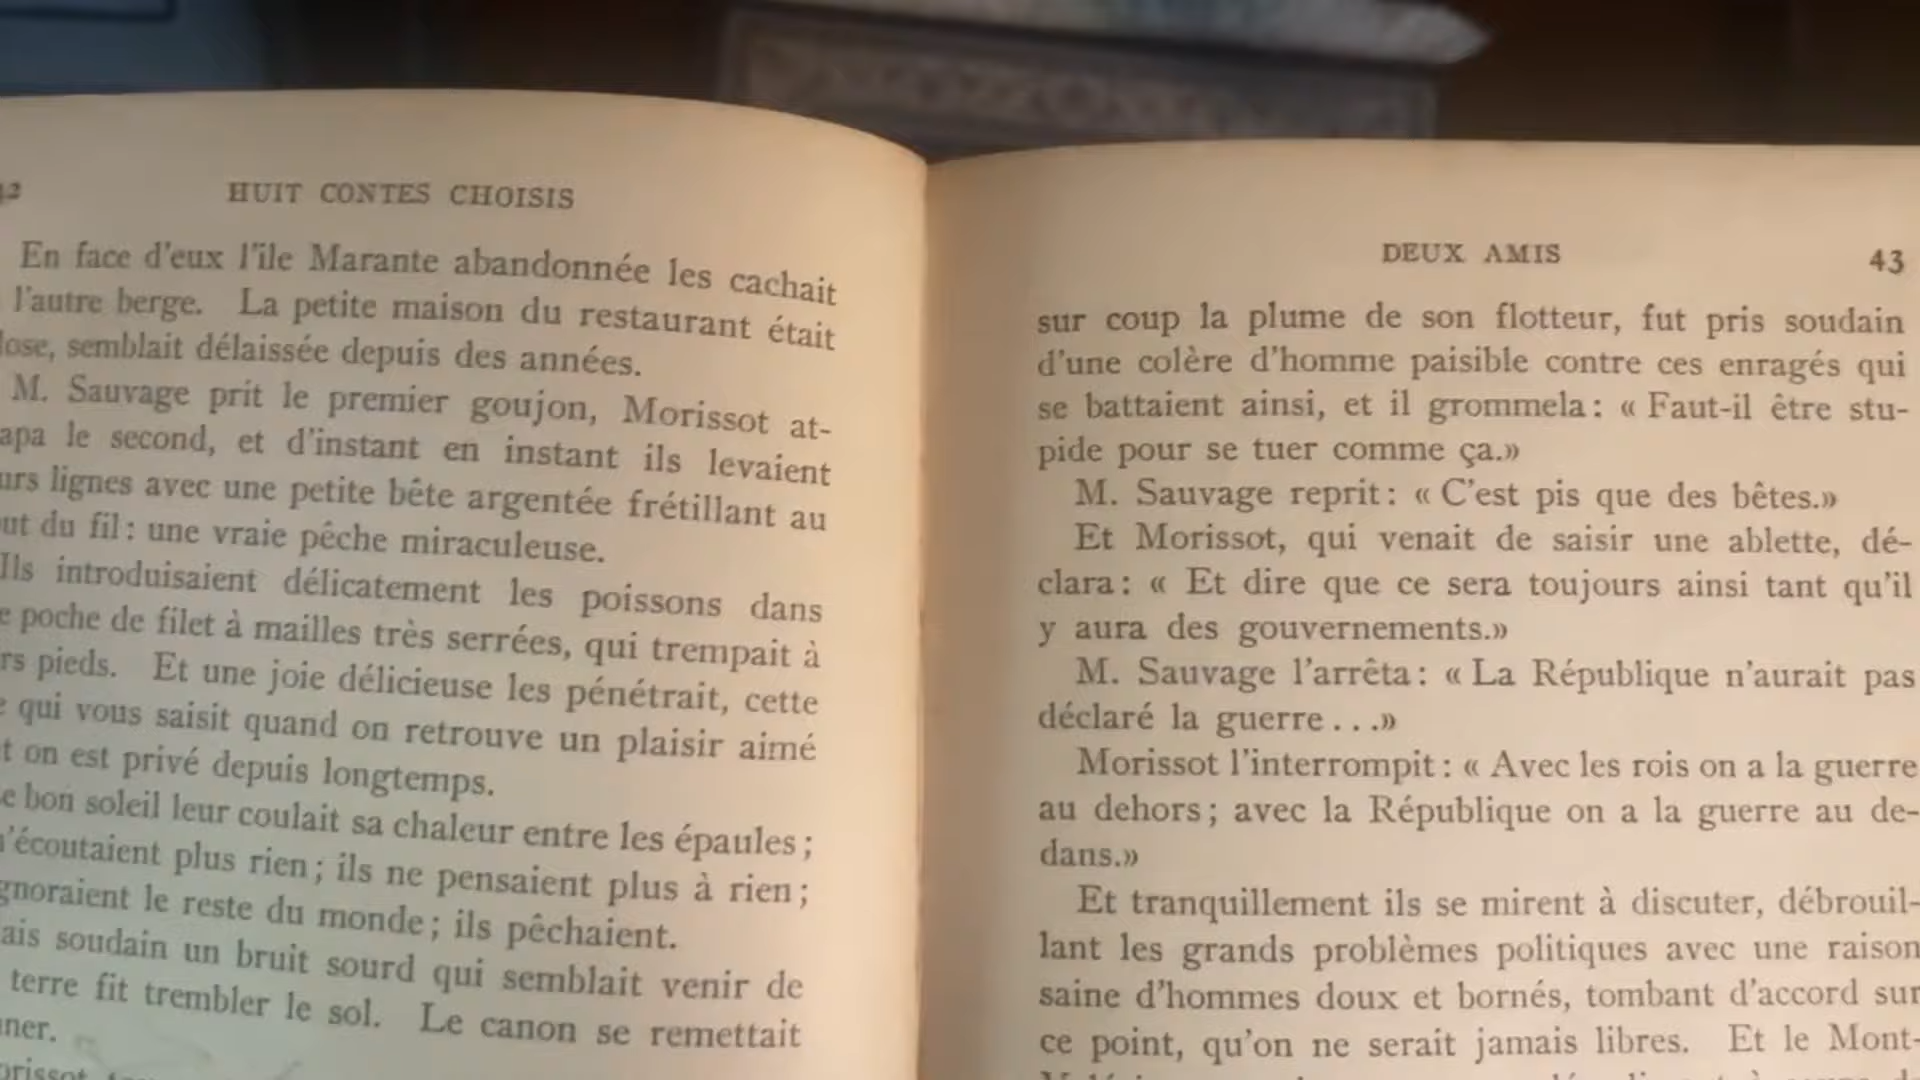 HUIT CONTES CHOISIS
En face d'eux l'île Marante abandonnée les cachait
l'autre berge. La petite maison du restaurant était
semblait délaissée depuis des années.
M. Sauvage prit le premier goujon, Morissot at-
le second, et d'instant en instant ils levaient
lignes avec une petite bête argentée frétillant au
du fil : une vraie pêche miraculeuse.
Ils introduisaient délicatement les poissons dans
poche de filet à mailles très serrées, qui trempait à
pieds. Et une joie délicieuse les pénétrait, cette
qui vous saisit quand on retrouve un plaisir aimé
on est privé depuis longtemps.
bon soleil leur coulait sa chaleur entre les épaules ;
n'écoutaient plus rien ; ils ne pensaient plus à rien ;
le reste du monde ; ils pêchaient.
soudain un bruit sourd qui semblait venir de
terre fit trembler le sol. Le canon se remettait
DEUX AMIS 43
sur coup la plume de son flotteur, fut pris soudain
d'une colère d'homme paisible contre ces enragés qui
se battaient ainsi, et il grommela : « Faut-il être stu-
pide pour se tuer comme ça.»
M. Sauvage reprit : « C'est pis que des bêtes.»
Et Morissot, qui venait de saisir une ablette, dé-
clara : « Et dire que ce sera toujours ainsi tant qu'il
y aura des gouvernements.»
M. Sauvage l'arrêta : « La République n'aurait pas
déclaré la guerre . . .»
Morissot l'interrompit : « Avec les rois on a la guerre
au dehors ; avec la République on a la guerre au de-
dans.»
Et tranquillement ils se mirent à discuter, débrouil-
lant les grands problèmes politiques avec une raison
saine d'hommes doux et bornés, tombant d'accord sur
ce point, qu'on ne serait jamais libres. Et le Mont-